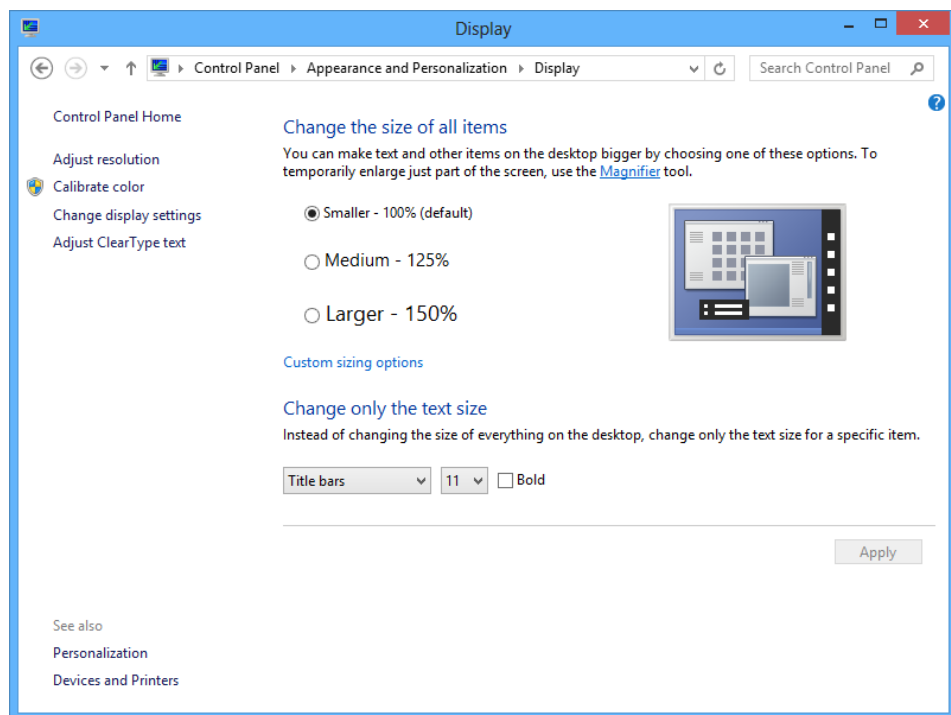 Display
Control Panel Appearance and Personalization Display
Search Control Panel
Control Panel Home
Adjust resolution
Calibrate color
Change display settings
Adjust ClearType text
Change the size of all items
You can make text and other items on the desktop bigger by choosing one of these options. To
temporarily enlarge just part of the screen, use the Magnifier tool.
Smaller - 100% (default)
Medium - 125%
Larger - 150%
Custom sizing options
Change only the text size
Instead of changing the size of everything on the desktop, change only the text size for a specific item.
Title bars 11 Bold
Apply
See also
Personalization
Devices and Printers